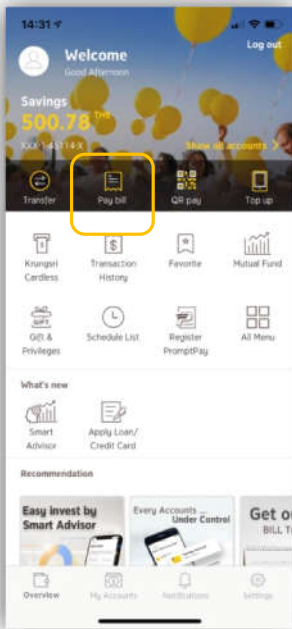 14:31
Log out
Welcome
Good Afternoon
Savings
500.78 THB
Show all accounts >
Transfer Pay bill QR pay Top up
Krungsri Cardless Transaction History Favorite Mutual Fund
GIFT
Gift & Privileges Schedule List Register PromptPay All Menu
What's new
Smart Advisor Apply Loan/ Credit Card
Recommendation
Easy invest by
Smart Advisor
Every Accounts ...
Under Control
Get o
BILL T
Overview My Accounts Notifications Settings